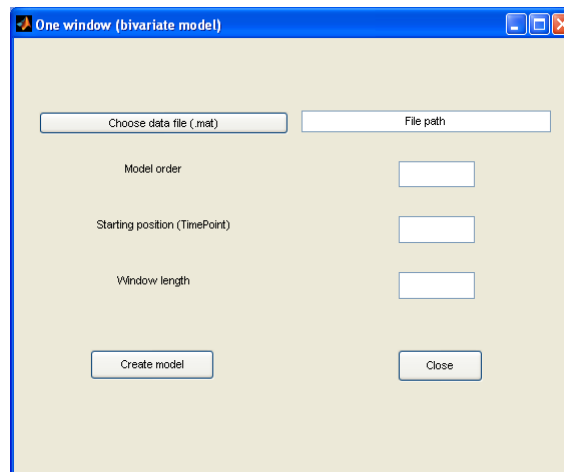 One window (bivariate model)
Choose data file (.mat)
File path
Model order
Starting position (TimePoint)
Window length
Create model
Close